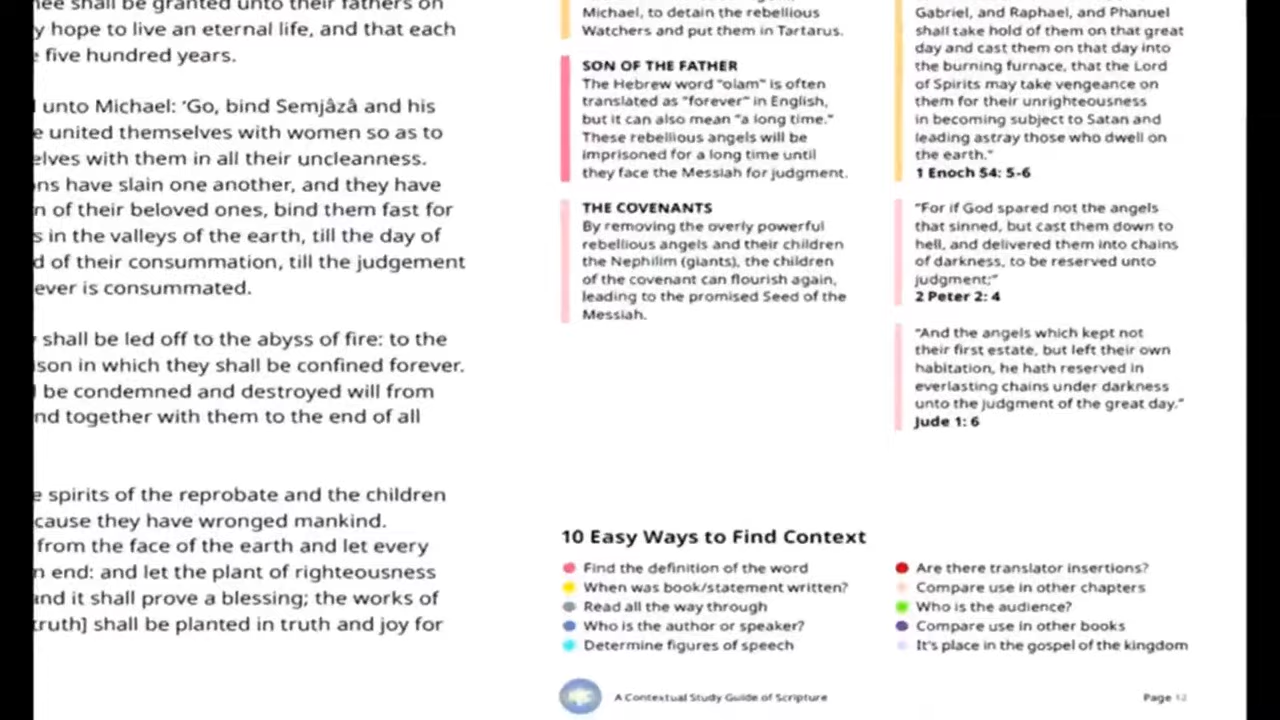 nee shall be granted unto their fathers on
y hope to live an eternal life, and that each
five hundred years.
unto Michael: ‘Go, bind Semjâzâ and his
e united themselves with women so as to
elves with them in all their uncleanness.
ns have slain one another, and they have
n of their beloved ones, bind them fast for
s in the valleys of the earth, till the day of
d of their consummation, till the judgement
ever is consummated.
shall be led off to the abyss of fire: to the
ison in which they shall be confined forever.
be condemned and destroyed will from
nd together with them to the end of all
e spirits of the reprobate and the children
cause they have wronged mankind.
from the face of the earth and let every
n end: and let the plant of righteousness
and it shall prove a blessing; the works of
truth] shall be planted in truth and joy for
Michael, to detain the rebellious
Watchers and put them in Tartarus.
SON OF THE FATHER
The Hebrew word "olam" is often
translated as "forever" in English,
but it can also mean "a long time."
These rebellious angels will be
imprisoned for a long time until
they face the Messiah for judgment.
THE COVENANTS
By removing the overly powerful
rebellious angels and their children
the Nephilim (giants), the children
of the covenant can flourish again,
leading to the promised Seed of the
Messiah.
Gabriel, and Raphael, and Phanuel
shall take hold of them on that great
day and cast them on that day into
the burning furnace, that the Lord
of Spirits may take vengeance on
them for their unrighteousness
in becoming subject to Satan and
leading astray those who dwell on
the earth."
1 Enoch 54: 5-6
"For if God spared not the angels
that sinned, but cast them down to
hell, and delivered them into chains
of darkness, to be reserved unto
judgment;"
2 Peter 2: 4
"And the angels which kept not
their first estate, but left their own
habitation, he hath reserved in
everlasting chains under darkness
unto the judgment of the great day."
Jude 1: 6
10 Easy Ways to Find Context
Find the definition of the word
When was book/statement written?
Read all the way through
Who is the author or speaker?
Determine figures of speech
Are there translator insertions?
Compare use in other chapters
Who is the audience?
Compare use in other books
It's place in the gospel of the kingdom
A Contextual Study Guide of Scripture
Page 12